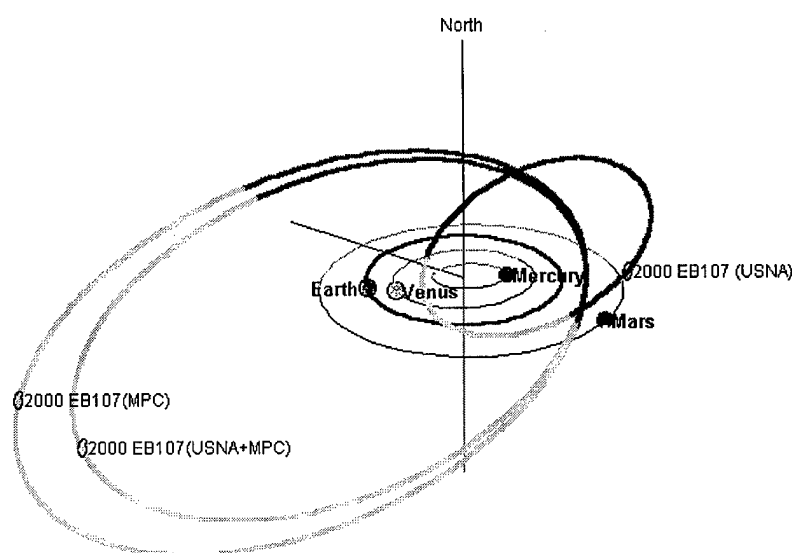 North
2000 EB107 (USNA)
Mercury
Earth
Venus
Mars
2000 EB107(MPC)
2000 EB107(USNA+MPC)